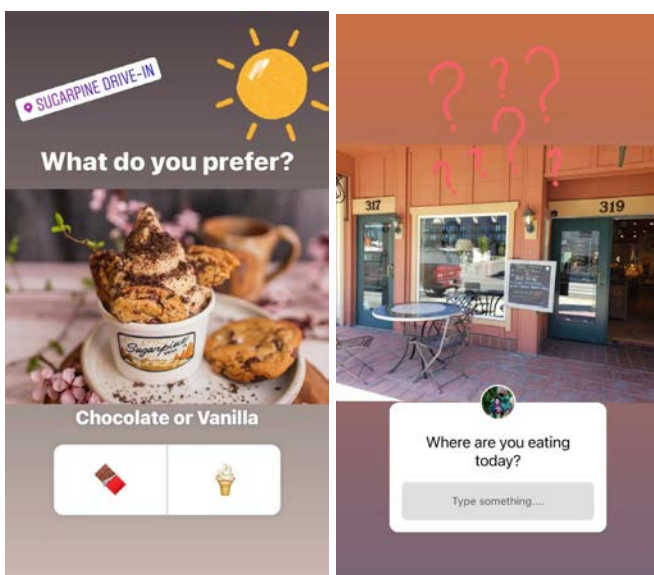 SUGARPINE DRIVE-IN
What do you prefer?
Sugarpine
Chocolate or Vanilla
317
319
Where are you eating
today?
Type something....